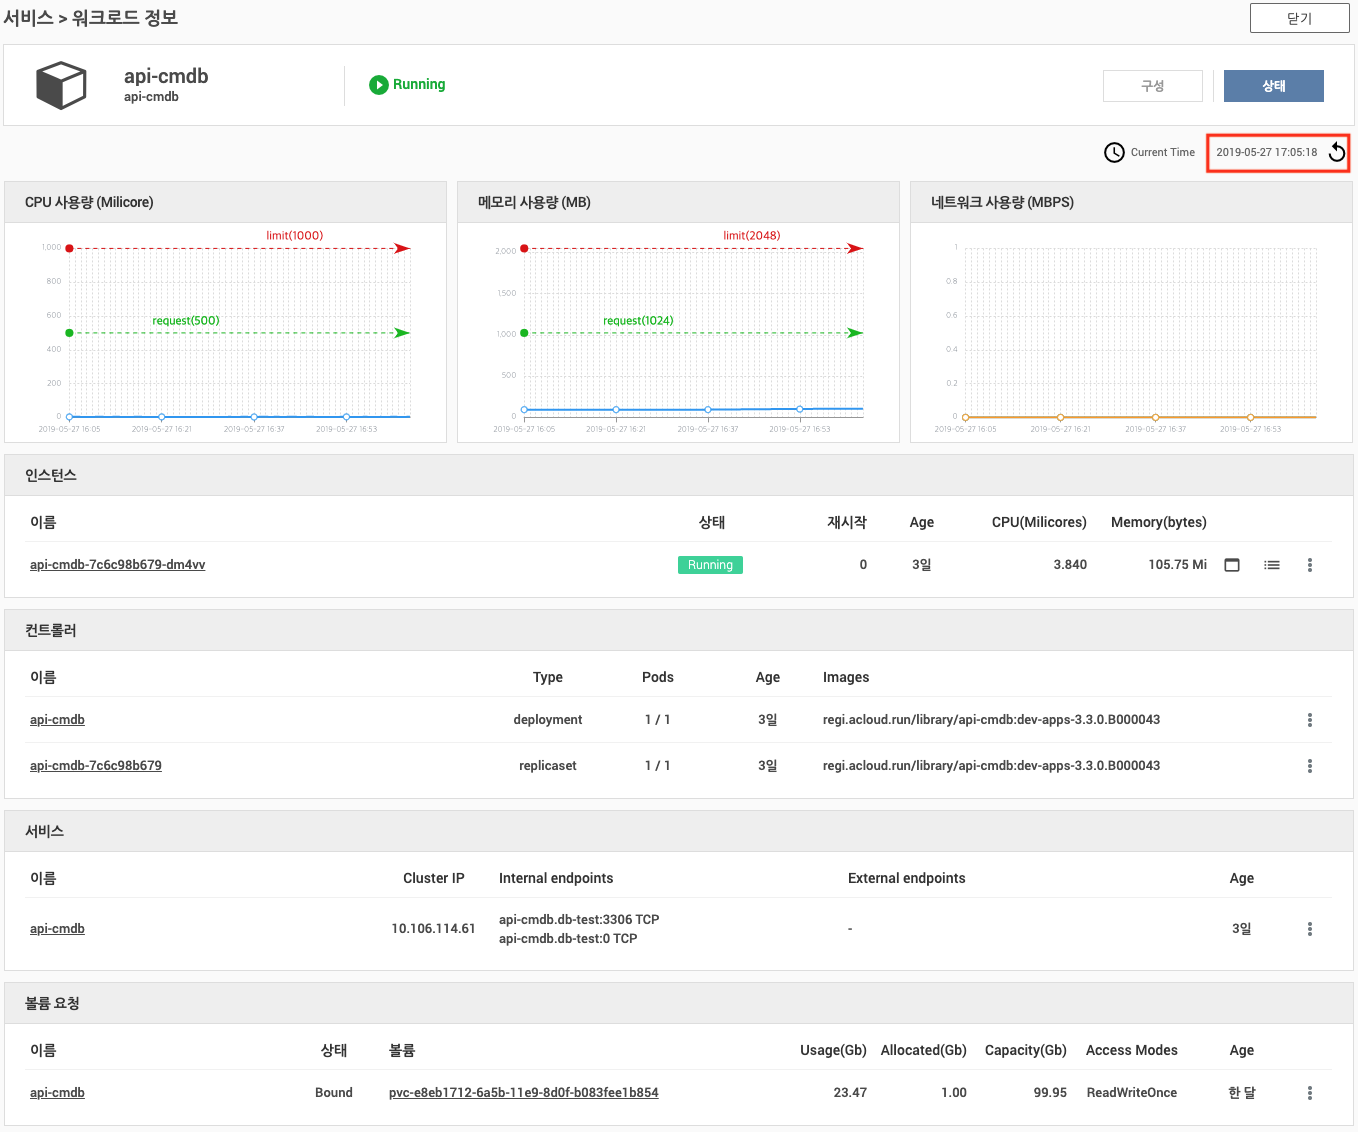 서비스 > 워크로드 정보
닫기
api-cmdb
api-cmdb
Running
구성
상태
Current Time
2019-05-27 17:05:18
CPU 사용량 (Milicore)
limit(1000)
1,000
800
600
request(500)
400
200
0
2019-05-27 16:05
2019-05-27 16:21
2019-05-27 16:37
2019-05-27 16:53
메모리 사용량 (MB)
limit(2048)
2,000
1,500
request(1024)
1,000
500
0
2019-05-27 16:05
2019-05-27 16:21
2019-05-27 16:37
2019-05-27 16:53
네트워크 사용량 (MBPS)
1
0.8
0.6
0.4
0.2
0
2019-05-27 16:05
2019-05-27 16:21
2019-05-27 16:37
2019-05-27 16:53
인스턴스
이름 상태 재시작 Age CPU(Milicores) Memory(bytes)
api-cmdb-7c6c98b679-dm4vv Running 0 3일 3.840 105.75 Mi
컨트롤러
이름 Type Pods Age Images
api-cmdb deployment 1 / 1 3일 regi.acloud.run/library/api-cmdb:dev-apps-3.3.0.B000043
api-cmdb-7c6c98b679 replicaset 1 / 1 3일 regi.acloud.run/library/api-cmdb:dev-apps-3.3.0.B000043
서비스
이름 Cluster IP Internal endpoints External endpoints Age
api-cmdb 10.106.114.61 api-cmdb.db-test:3306 TCP - 3일
api-cmdb.db-test:0 TCP
볼륨 요청
이름 상태 볼륨 Usage(Gb) Allocated(Gb) Capacity(Gb) Access Modes Age
api-cmdb Bound pvc-e8eb1712-6a5b-11e9-8d0f-b083fee1b854 23.47 1.00 99.95 ReadWriteOnce 한 달